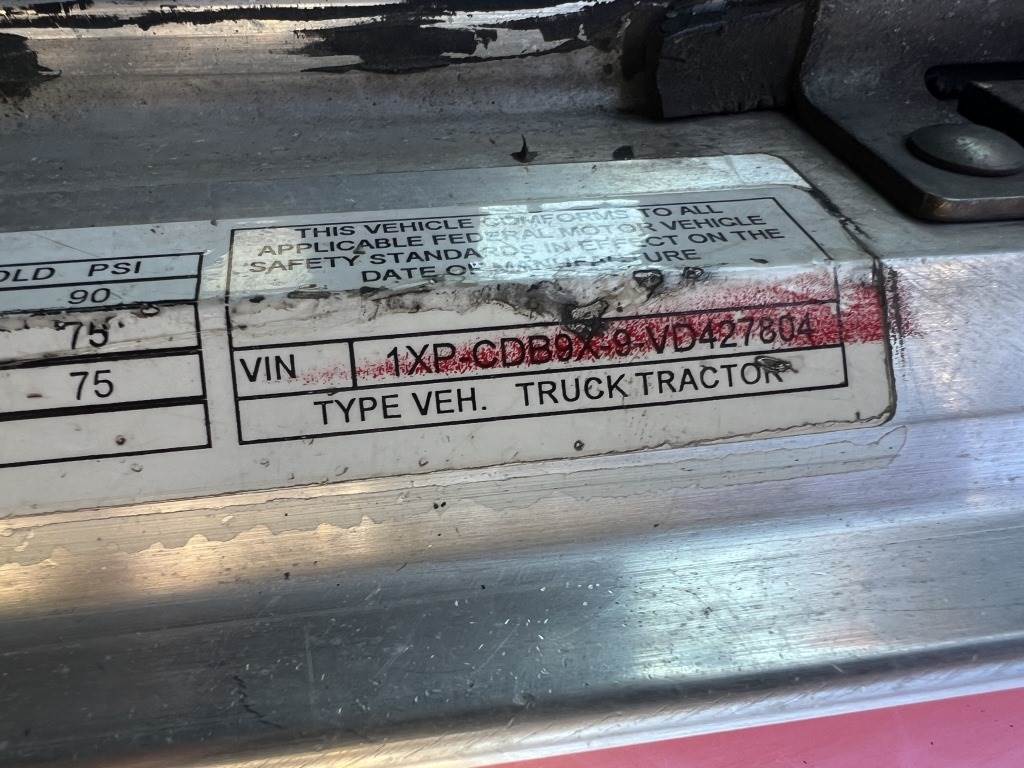 OLD PSI
90
75
75
THIS VEHICLE COMFORMS TO ALL
APPLICABLE FEDERAL MOTOR VEHICLE
SAFETY STANDARDS IN EFFECT ON THE
DATE OF MANUFACTURE
VIN 1XP-CDB9X-9-VD427804
TYPE VEH. TRUCK TRACTOR